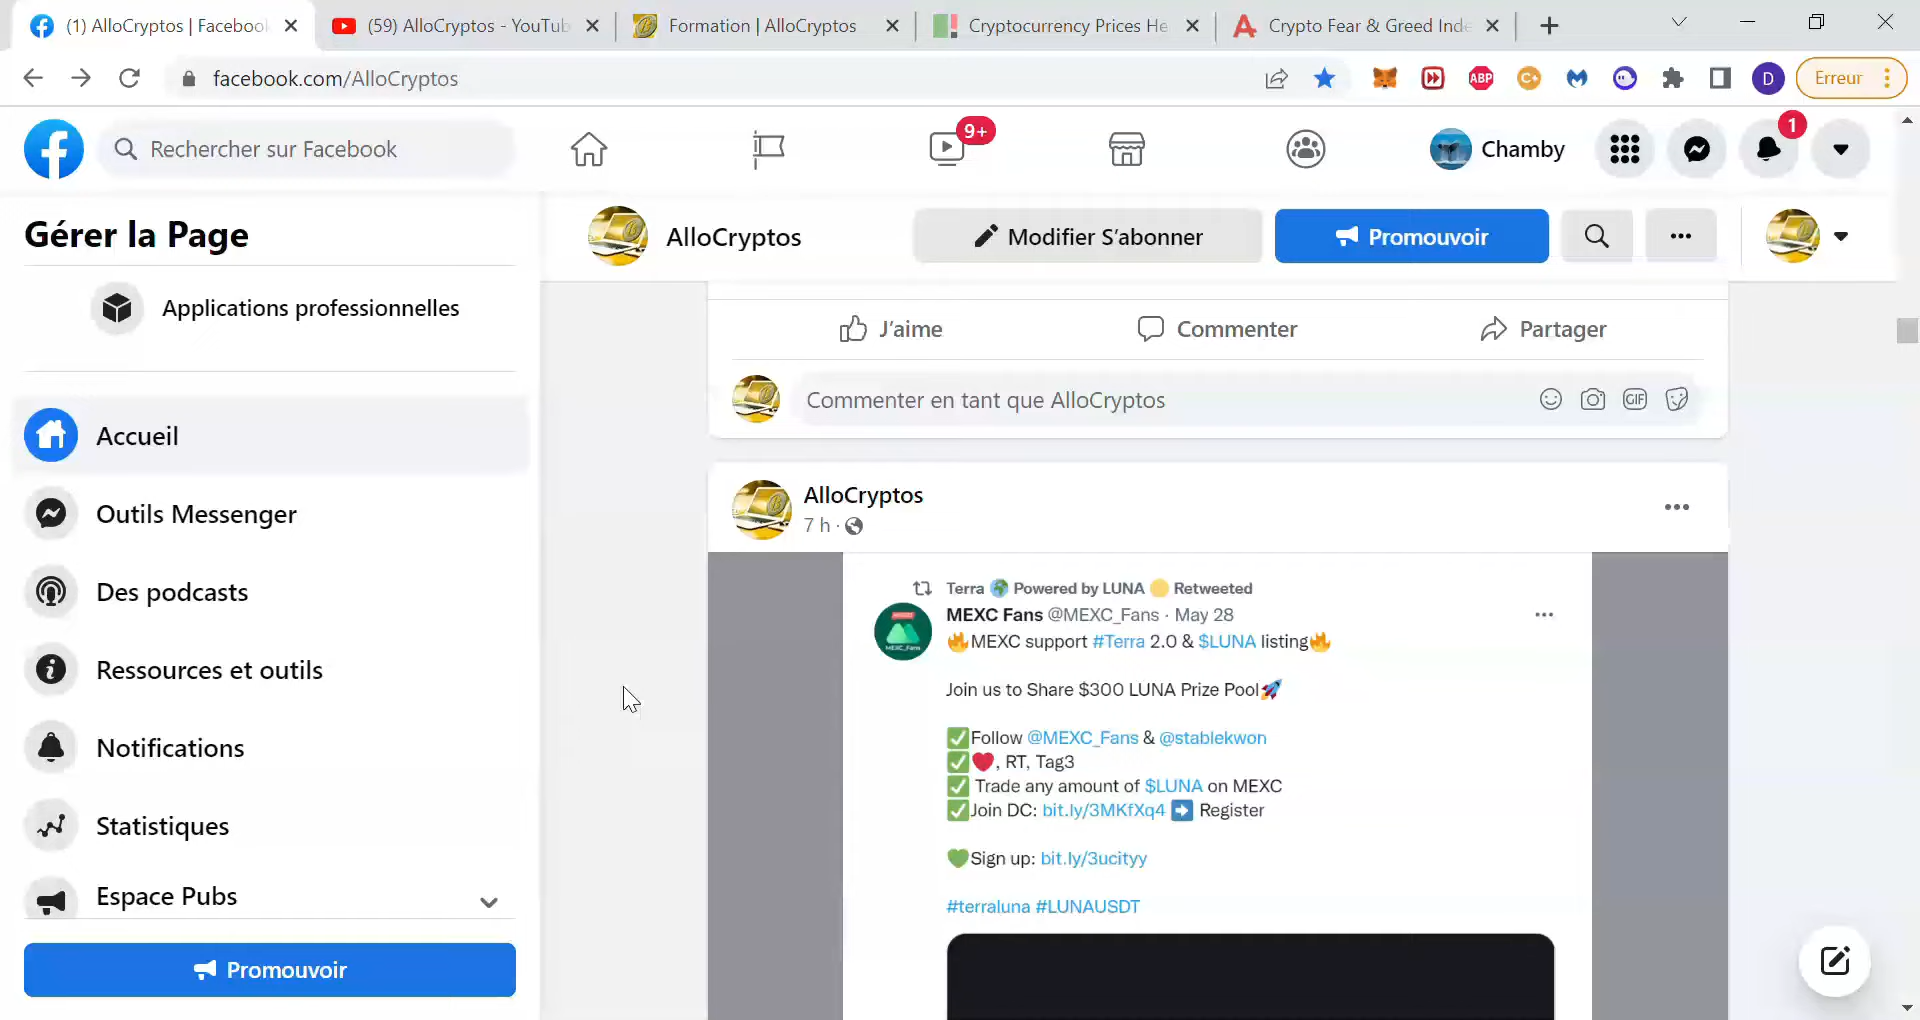 (1) AlloCryptos | Facebook
(59) AlloCryptos - YouTub
Formation | AlloCryptos
Cryptocurrency Prices He
Crypto Fear & Greed Inde
facebook.com/AlloCryptos
ABP
C+
D
Erreur
Rechercher sur Facebook
9+
Chamby
1
Gérer la Page
AlloCryptos
Modifier S'abonner
Promouvoir
Applications professionnelles
J'aime
Commenter
Partager
Commenter en tant que AlloCryptos
GIF
Accueil
Outils Messenger
Des podcasts
Ressources et outils
Notifications
Statistiques
Espace Pubs
Promouvoir
AlloCryptos
7 h ·
Terra 🌍 Powered by LUNA 🟡 Retweeted
MEXC Fans @MEXC_Fans · May 28
🔥MEXC support #Terra 2.0 & $LUNA listing🔥
Join us to Share $300 LUNA Prize Pool🚀
✅Follow @MEXC_Fans & @stablekwon
✅❤️, RT, Tag3
✅ Trade any amount of $LUNA on MEXC
✅Join DC: bit.ly/3MKfXq4 ➡️ Register
💚Sign up: bit.ly/3ucityy
#terraluna #LUNAUSDT
MEXC_Fans